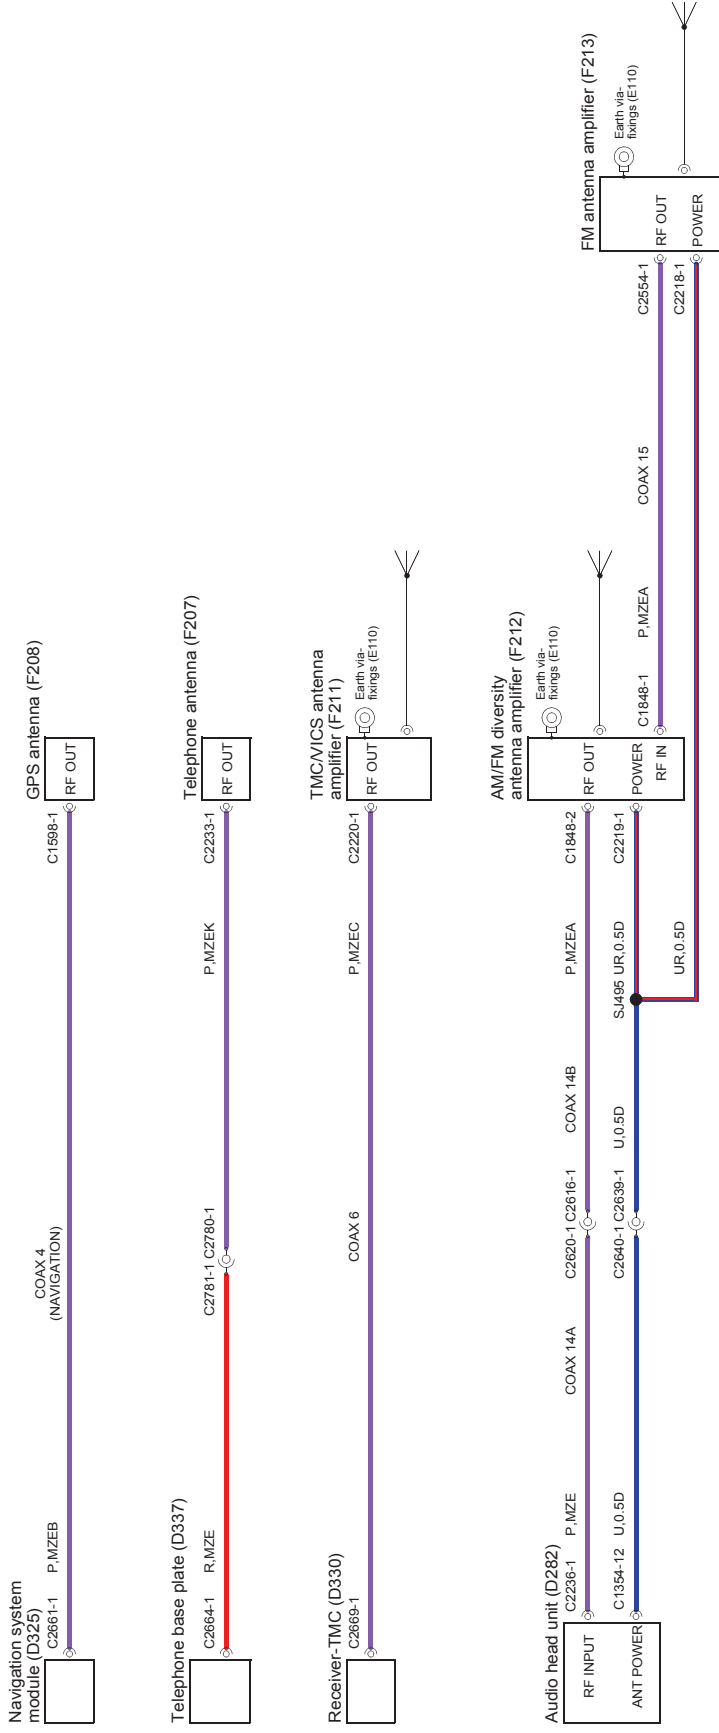 Navigation system
module (D325)
C2661-1
P,MZEB
COAX 4
(NAVIGATION)
C1598-1
RF OUT
GPS antenna (F208)
Telephone base plate (D337)
C2664-1
R,MZE
C2781-1
C2780-1
P,MZEK
C2233-1
RF OUT
Telephone antenna (F207)
Receiver-TMC (D330)
C2669-1
COAX 6
P,MZEC
C2220-1
RF OUT
TMC/VICS antenna
amplifier (F211)
Earth via-
fixings (E110)
Audio head unit (D282)
RF INPUT
C2236-1
P,MZE
COAX 14A
C2620-1
C2616-1
COAX 14B
P,MZEA
C1848-2
RF OUT
ANT POWER
C1354-12
U,0.5D
C2640-1
C2639-1
U,0.5D
SJ495
UR,0.5D
C2219-1
POWER
RF IN
AM/FM diversity
antenna amplifier (F212)
Earth via-
fixings (E110)
C1848-1
P,MZEA
COAX 15
C2554-1
RF OUT
UR,0.5D
C2218-1
POWER
FM antenna amplifier (F213)
Earth via-
fixings (E110)